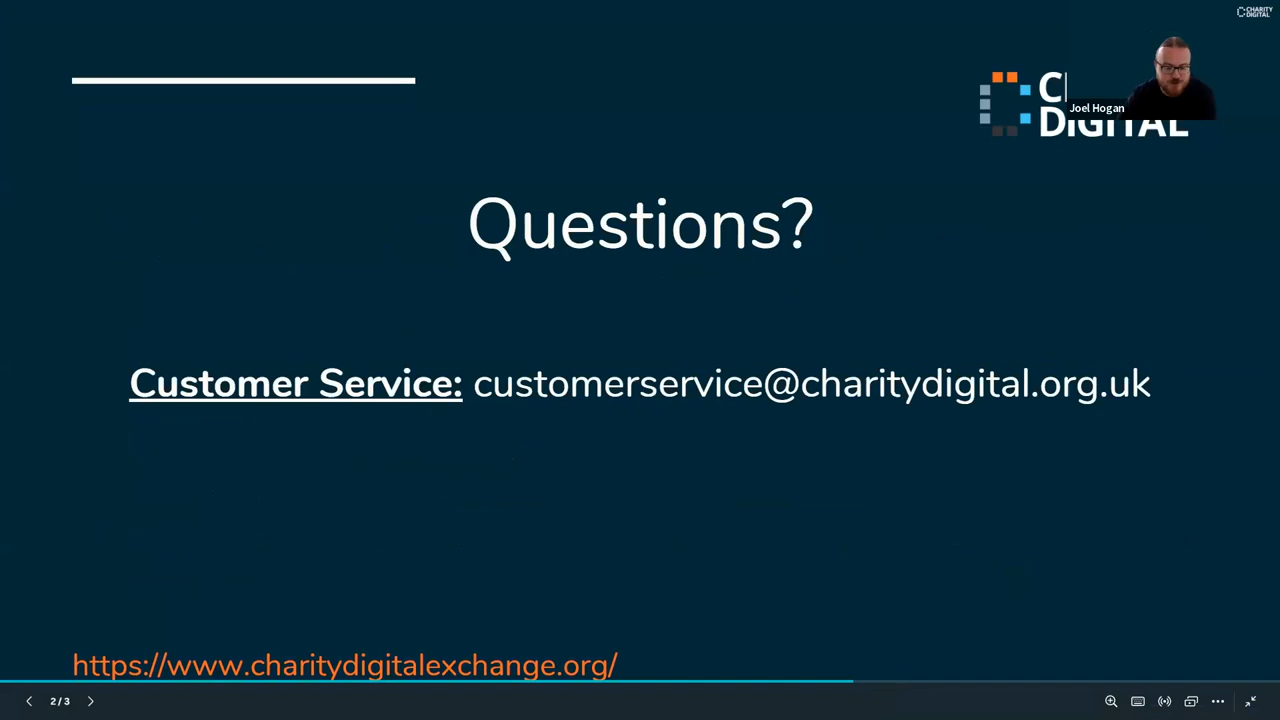 CHARITY
DIGITAL
C
DIGITAL
Joel Hogan
Questions?
Customer Service: customerservice@charitydigital.org.uk
https://www.charitydigitalexchange.org/
2/3